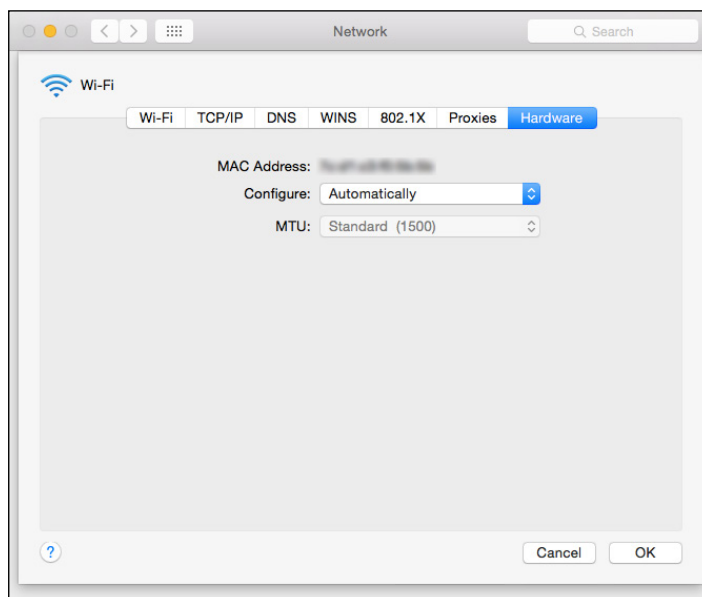 Network
Search
Wi-Fi
Wi-Fi TCP/IP DNS WINS 802.1X Proxies Hardware
MAC Address:
Configure: Automatically
MTU: Standard (1500)
? Cancel OK